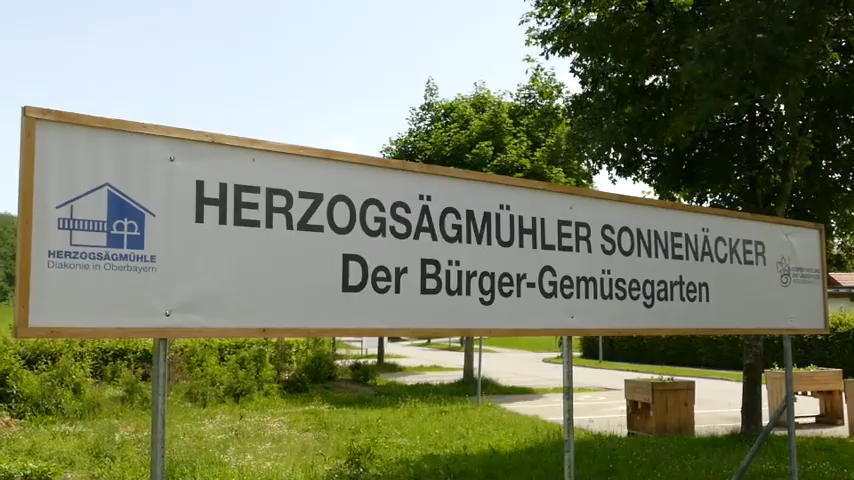 HERZOGSÄGMÜHLER SONNENÄCKER
Der Bürger-Gemüsegarten
HERZOGSÄGMÜHLE
Diakonie in Oberbayern